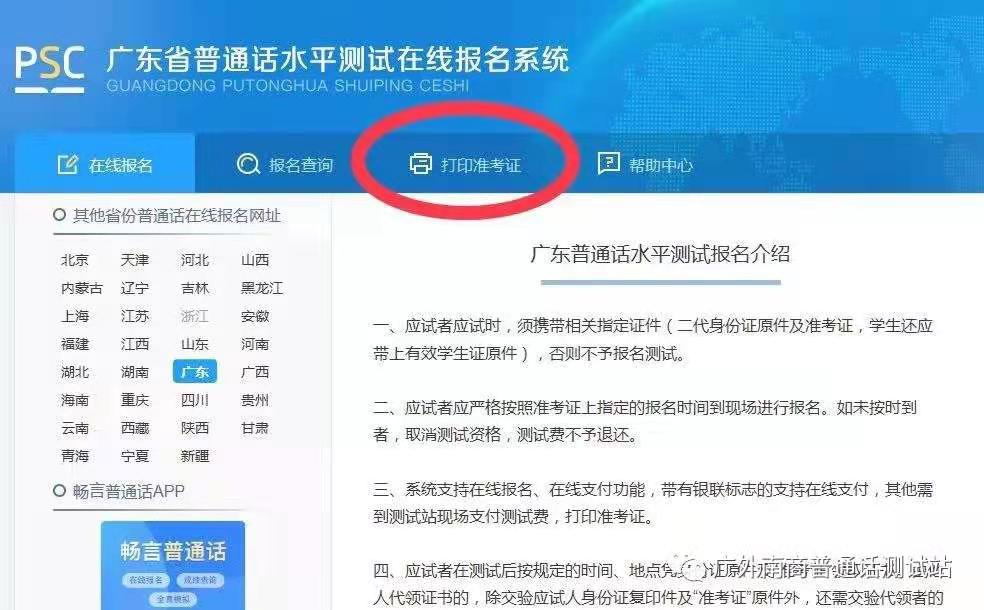 PSC 广东省普通话水平测试在线报名系统
GUANGDONG PUTONGHUA SHUIPING CESHI
在线报名 报名查询 打印准考证 帮助中心
其他省份普通话在线报名网址
北京 天津 河北 山西
内蒙古 辽宁 吉林 黑龙江
上海 江苏 浙江 安徽
福建 江西 山东 河南
湖北 湖南 广东 广西
海南 重庆 四川 贵州
云南 西藏 陕西 甘肃
青海 宁夏 新疆
畅言普通话APP
畅言普通话
在线报名 成绩查询
全真模拟
广东普通话水平测试报名介绍
一、应试者应试时，须携带相关指定证件（二代身份证原件及准考证，学生还应
带上有效学生证原件），否则不予报名测试。
二、应试者应严格按照准考证上指定的报名时间到现场进行报名。如未按时到
者，取消测试资格，测试费不予退还。
三、系统支持在线报名、在线支付功能，带有银联标志的支持在线支付，其他需
到测试站现场支付测试费，打印准考证。
四、应试者在测试后按规定的时间、地点凭
人代领证书的，除交验应试人身份证复印件及“准考证”原件外，还需交验代领者的
广外南商普通话测试站